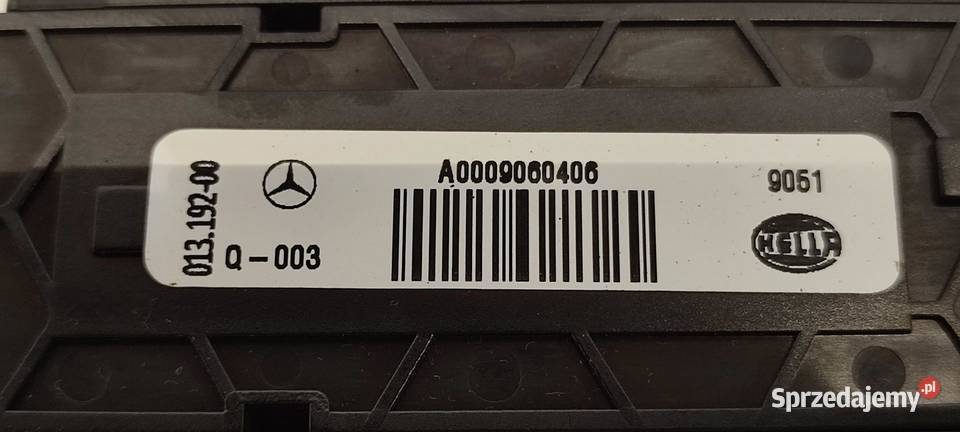 013.192-00
A0009060406
9051
Q-003
HELLA
Sprzedajemy.pl